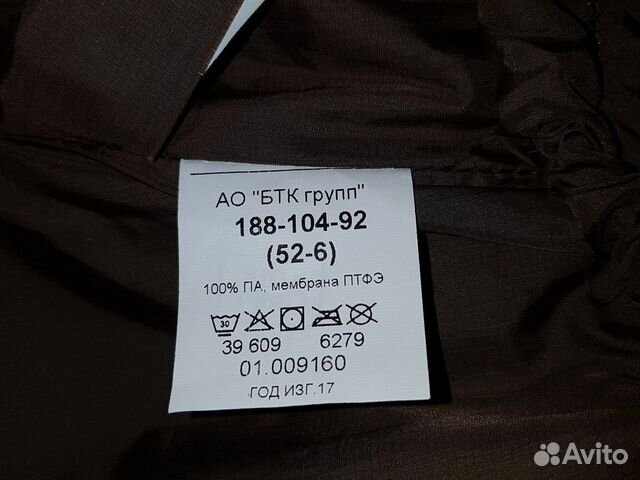 АО "БТК групп"
188-104-92
(52-6)
100% ПА, мембрана ПТФЭ
30
39 609 6279
01.009160
ГОД ИЗГ.17
Avito